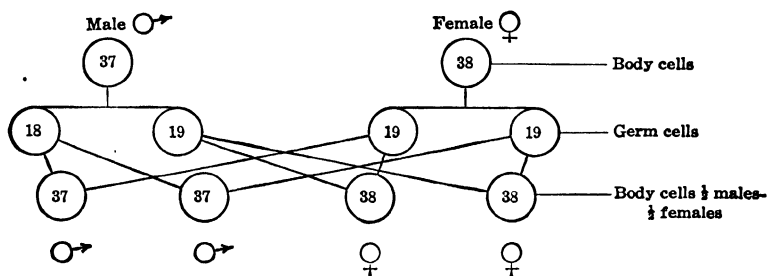 Male ♂ Female ♀
37 38 Body cells
18 19 19 19 Germ cells
37 37 38 38 Body cells ½ males-
½ females
♂ ♂ ♀ ♀